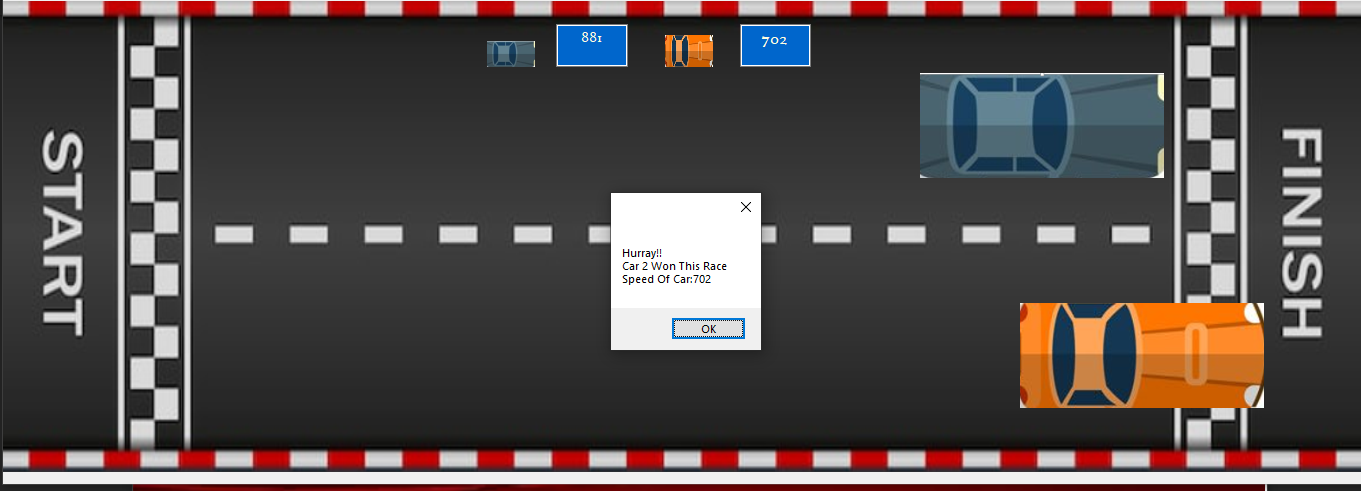 881
702
START
FINISH
Hurray!!
Car 2 Won This Race
Speed Of Car:702
OK